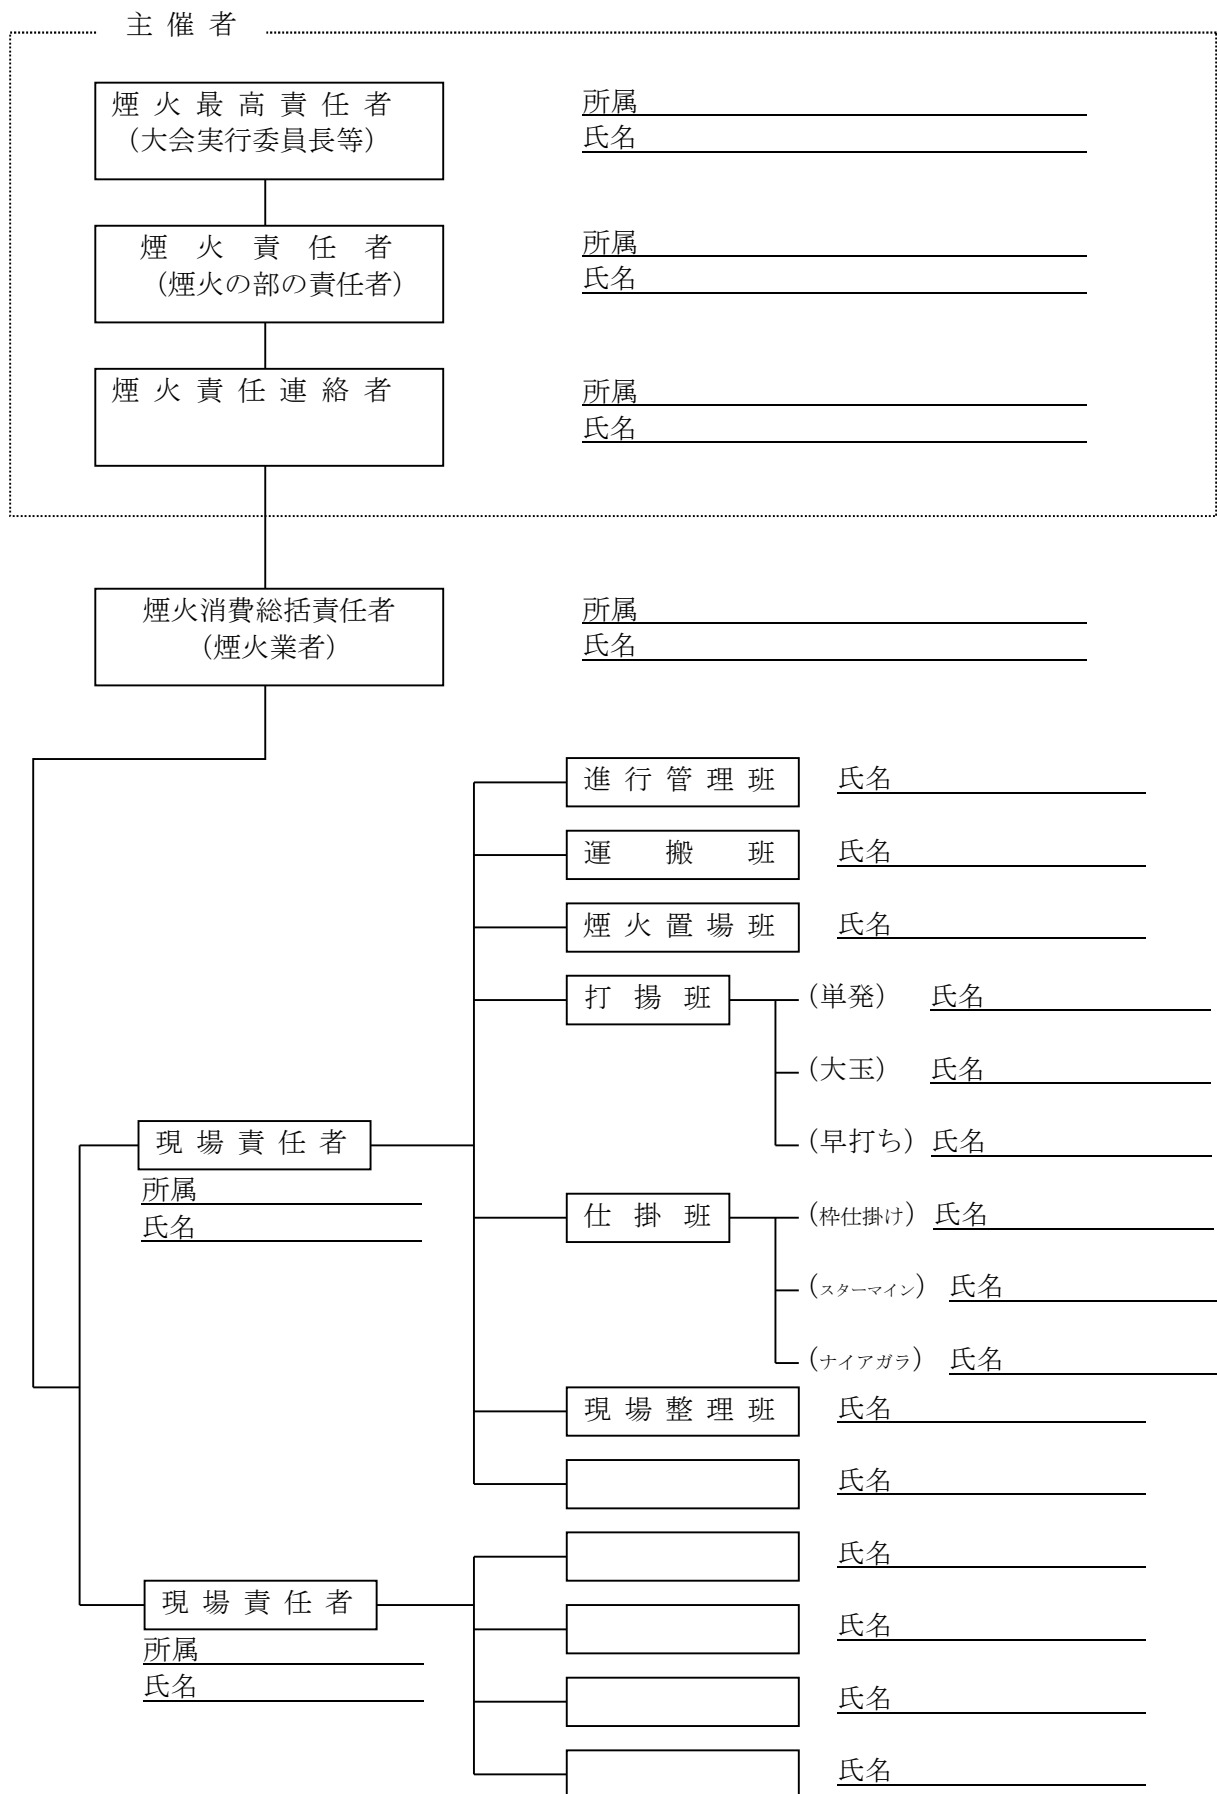 主催者
煙火最高責任者 所属
(大会実行委員長等) 氏名
煙火責任者 所属
(煙火の部の責任者) 氏名
煙火責任連絡者 所属
氏名
煙火消費総括責任者 所属
(煙火業者) 氏名
進行管理班 氏名
運搬班 氏名
煙火置場班 氏名
打揚班 (単発) 氏名
(大玉) 氏名
(早打ち) 氏名
現場責任者
所属
氏名
仕掛班 (枠仕掛け) 氏名
(スターマイン) 氏名
(ナイアガラ) 氏名
現場整理班 氏名
氏名
氏名
現場責任者
所属
氏名
氏名
氏名
氏名